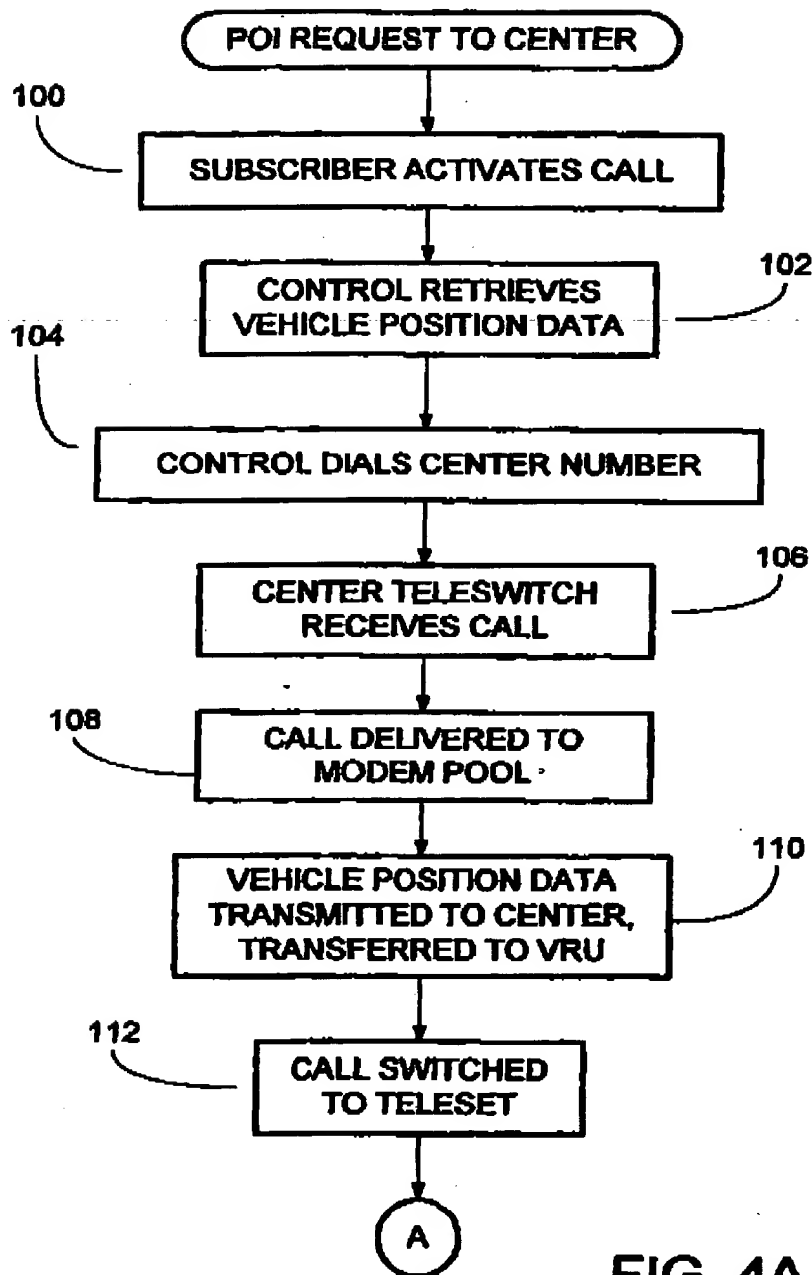 POI REQUEST TO CENTER
100
SUBSCRIBER ACTIVATES CALL
102
CONTROL RETRIEVES
VEHICLE POSITION DATA
104
CONTROL DIALS CENTER NUMBER
106
CENTER TELESWITCH
RECEIVES CALL
108
CALL DELIVERED TO
MODEM POOL
110
VEHICLE POSITION DATA
TRANSMITTED TO CENTER,
TRANSFERRED TO VRU
112
CALL SWITCHED
TO TELESET
A
FIG. 4A